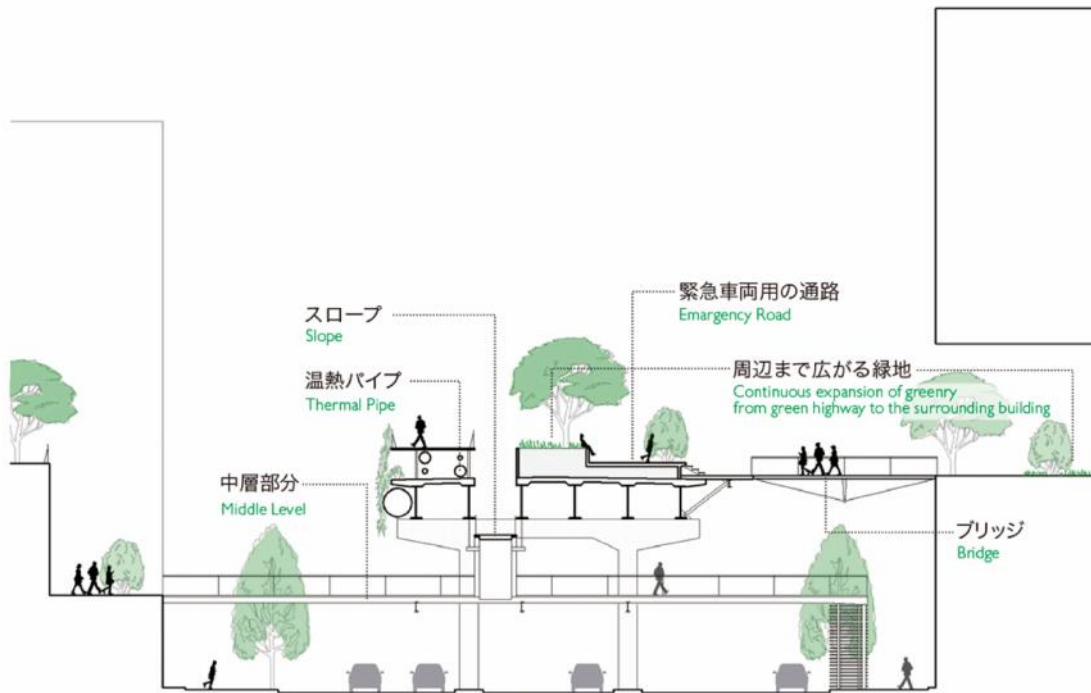 緊急車両用の通路
Emargency Road
スロープ
Slope
周辺まで広がる緑地
Continuous expansion of greenry
from green highway to the surrounding building
温熱パイプ
Thermal Pipe
中層部分
Middle Level
ブリッジ
Bridge